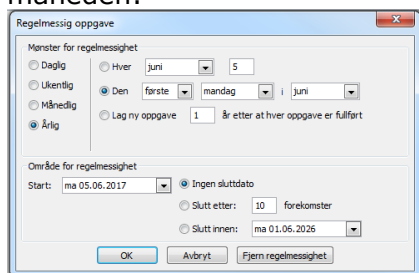 måneden.
Regelmessig oppgave
Mønster for regelmessighet
Daglig
Hver juni 5
Ukentlig
Den første mandag i juni
Månedlig
Lag ny oppgave 1 år etter at hver oppgave er fullført
Årlig
Område for regelmessighet
Start: ma 05.06.2017
Ingen sluttdato
Slutt etter: 10 forekomster
Slutt innen: ma 01.06.2026
OK Avbryt Fjern regelmessighet